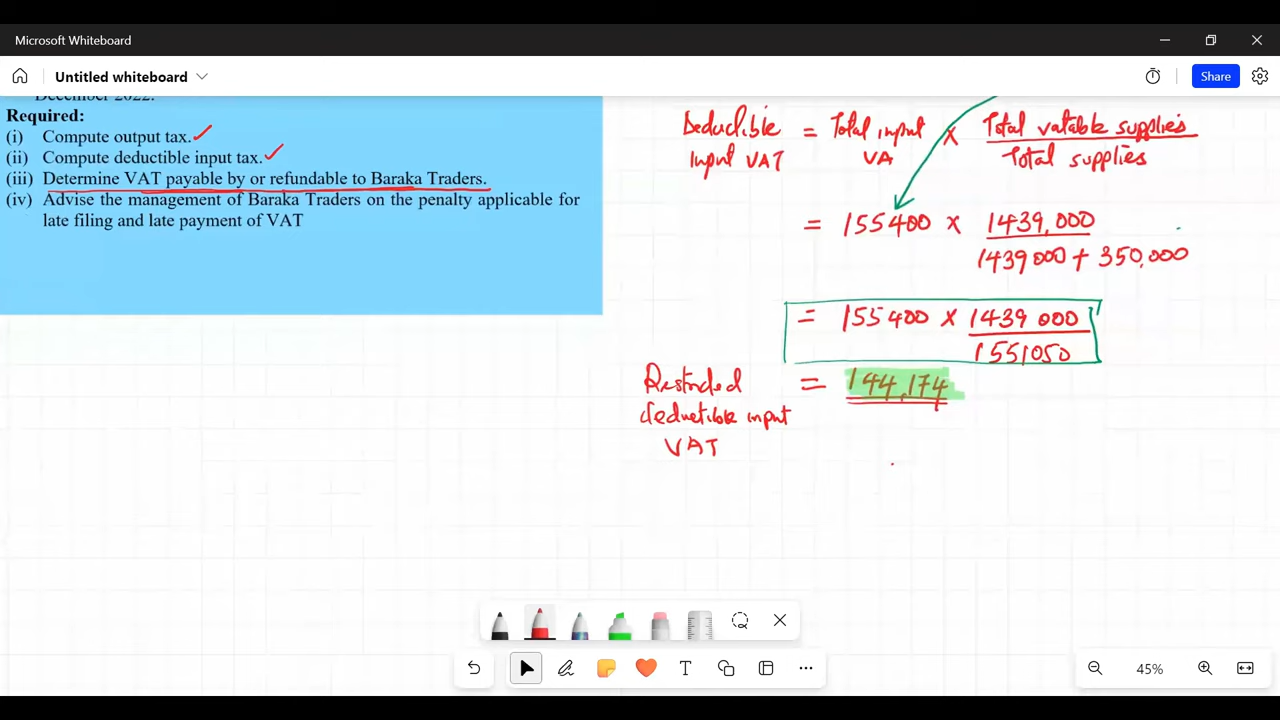 Microsoft Whiteboard
Untitled whiteboard
Share
December 2022.
Required:
(i) Compute output tax.
(ii) Compute deductible input tax.
(iii) Determine VAT payable by or refundable to Baraka Traders.
(iv) Advise the management of Baraka Traders on the penalty applicable for
late filing and late payment of VAT
Deductible input VAT = Total input VA × Total vatable supplies
Total supplies
= 155400 × 1439,000
1439000 + 350,000
= 155400 × 1439 000
1551050
Restricted deductible input VAT = 144,174
45%